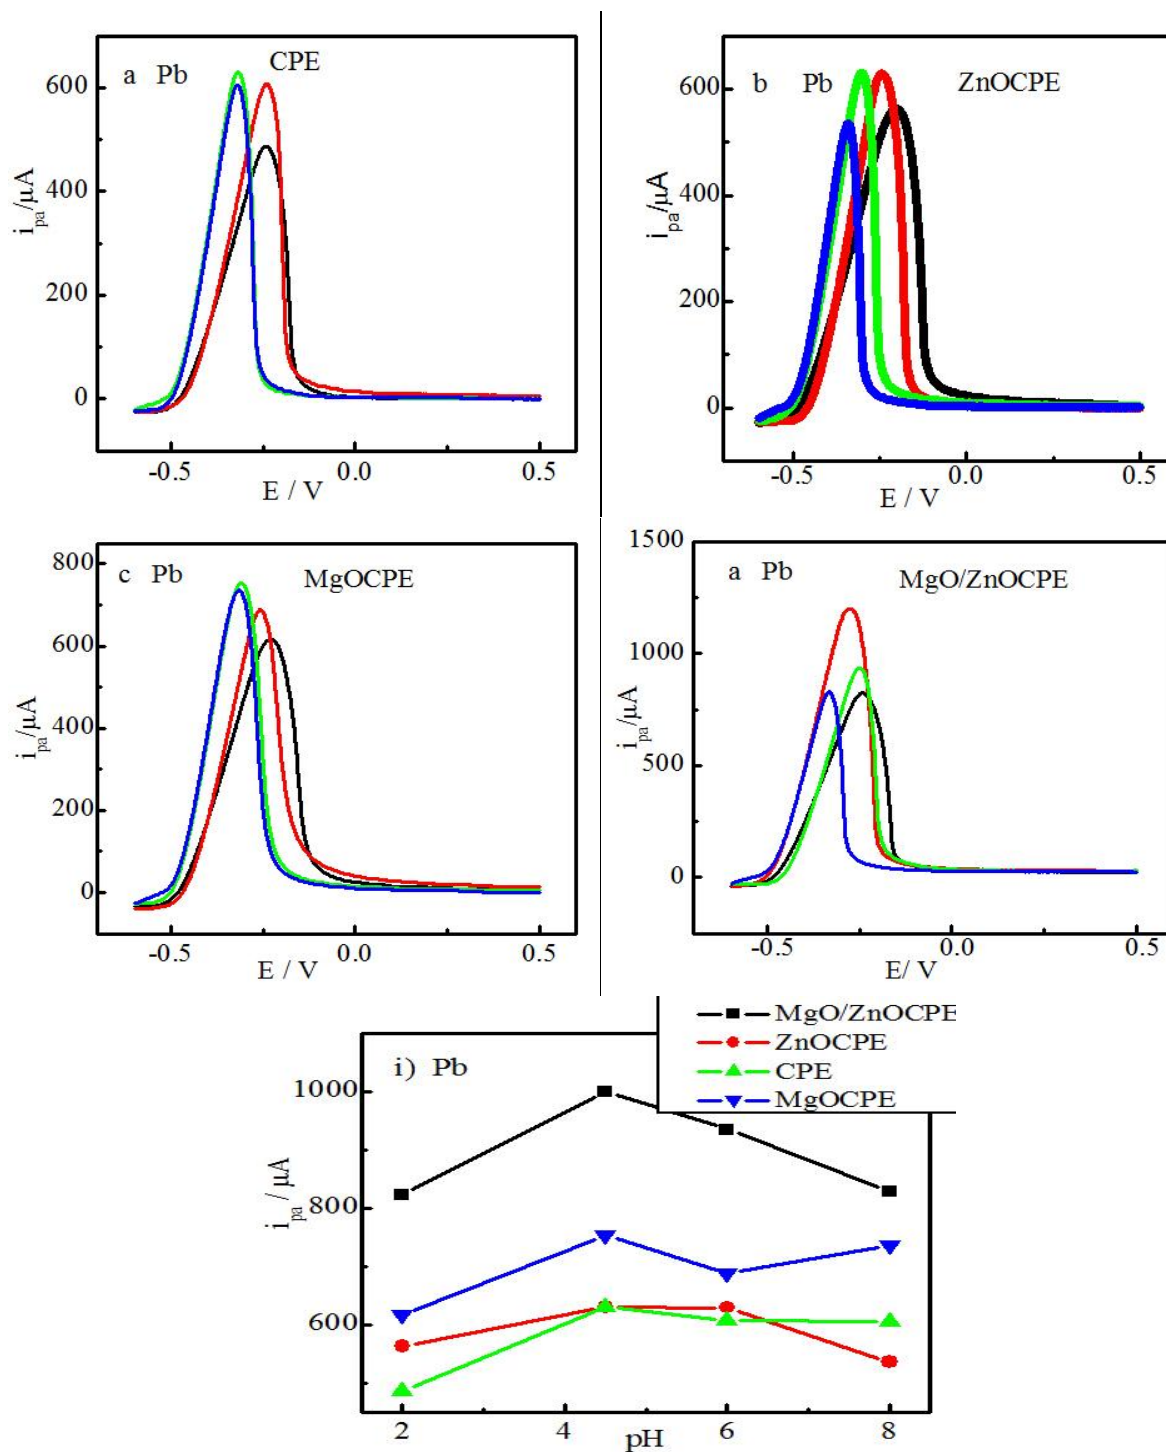 a Pb CPE
i_pa/μA
600
400
200
0
-0.5 0.0 0.5
E / V
b Pb ZnOCPE
i_pa/μA
600
400
200
0
-0.5 0.0 0.5
E / V
c Pb MgOCPE
i_pa/μA
800
600
400
200
0
-0.5 0.0 0.5
E / V
a Pb MgO/ZnOCPE
i_pa/μA
1500
1000
500
0
-0.5 0.0 0.5
E/ V
i) Pb
MgO/ZnOCPE
ZnOCPE
CPE
MgOCPE
i_pa / μA
1000
800
600
2 4 6 8
pH